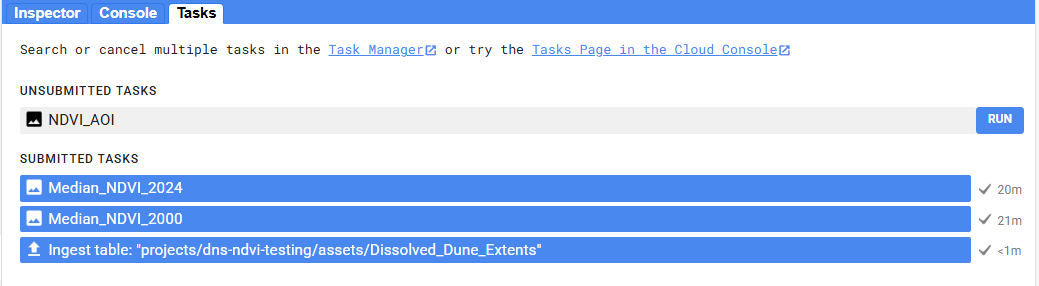 Inspector Console Tasks
Search or cancel multiple tasks in the Task Manager or try the Tasks Page in the Cloud Console
UNSUBMITTED TASKS
NDVI_AOI RUN
SUBMITTED TASKS
Median_NDVI_2024 20m
Median_NDVI_2000 21m
Ingest table: "projects/dns-ndvi-testing/assets/Dissolved_Dune_Extents" <1m